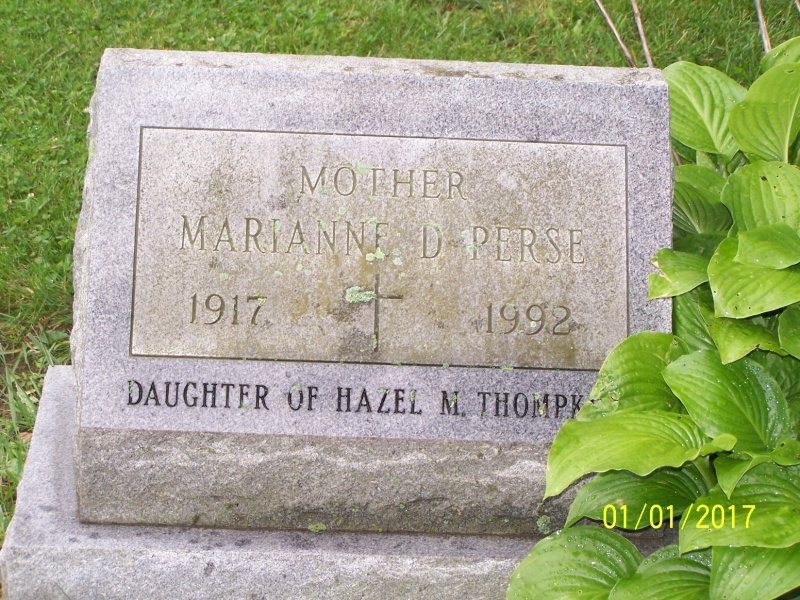 MOTHER
MARIANNE D PERSE
1917 1992
DAUGHTER OF HAZEL M. THOMPK
01/01/2017